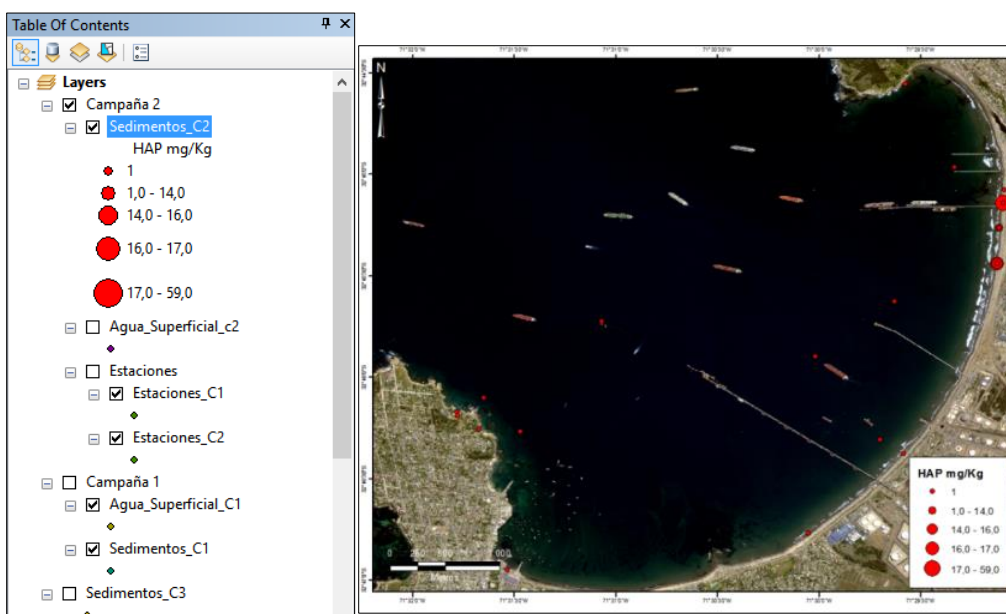 Table Of Contents
Layers
Campaña 2
Sedimentos_C2
HAP mg/Kg
1
1,0 - 14,0
14,0 - 16,0
16,0 - 17,0
17,0 - 59,0
Agua_Superficial_c2
Estaciones
Estaciones_C1
Estaciones_C2
Campaña 1
Agua_Superficial_C1
Sedimentos_C1
Sedimentos_C3
N
HAP mg/Kg
1
1,0 - 14,0
14,0 - 16,0
16,0 - 17,0
17,0 - 59,0
0
Metros